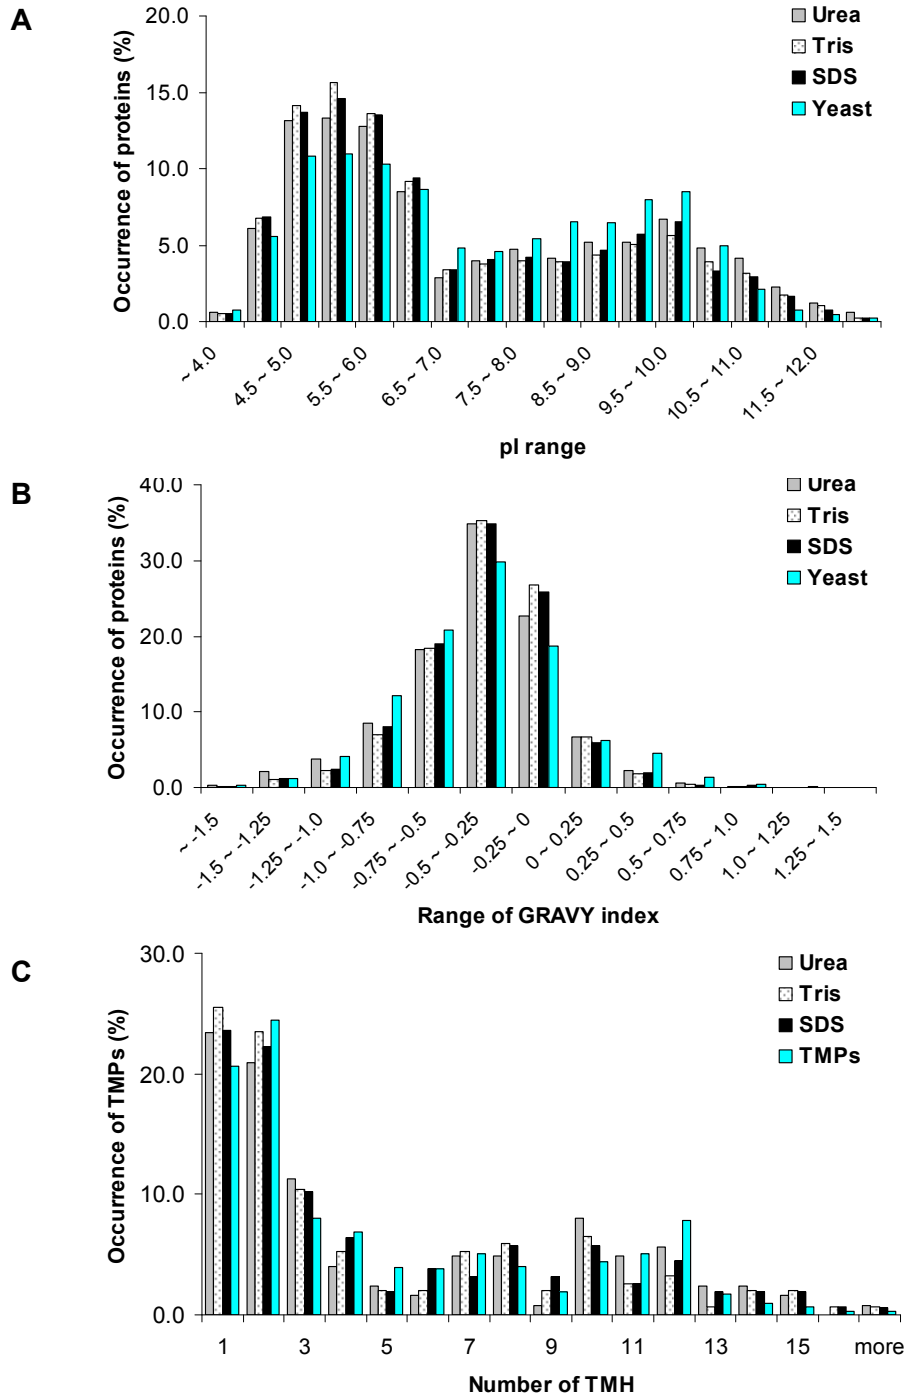 A
Occurrence of proteins (%)
20.0
15.0
10.0
5.0
0.0
Urea
Tris
SDS
Yeast
~ 4.0
4.5 ~ 5.0
5.5 ~ 6.0
6.5 ~ 7.0
7.5 ~ 8.0
8.5 ~ 9.0
9.5 ~ 10.0
10.5 ~ 11.0
11.5 ~ 12.0
pI range
B
Occurrence of proteins (%)
40.0
30.0
20.0
10.0
0.0
Urea
Tris
SDS
Yeast
~ -1.5
-1.5 ~ -1.25
-1.25 ~ -1.0
-1.0 ~ -0.75
-0.75 ~ -0.5
-0.5 ~ -0.25
-0.25 ~ 0
0 ~ 0.25
0.25 ~ 0.5
0.5 ~ 0.75
0.75 ~ 1.0
1.0 ~ 1.25
1.25 ~ 1.5
Range of GRAVY index
C
Occurrence of TMPs (%)
30.0
20.0
10.0
0.0
Urea
Tris
SDS
TMPs
1 3 5 7 9 11 13 15 more
Number of TMH